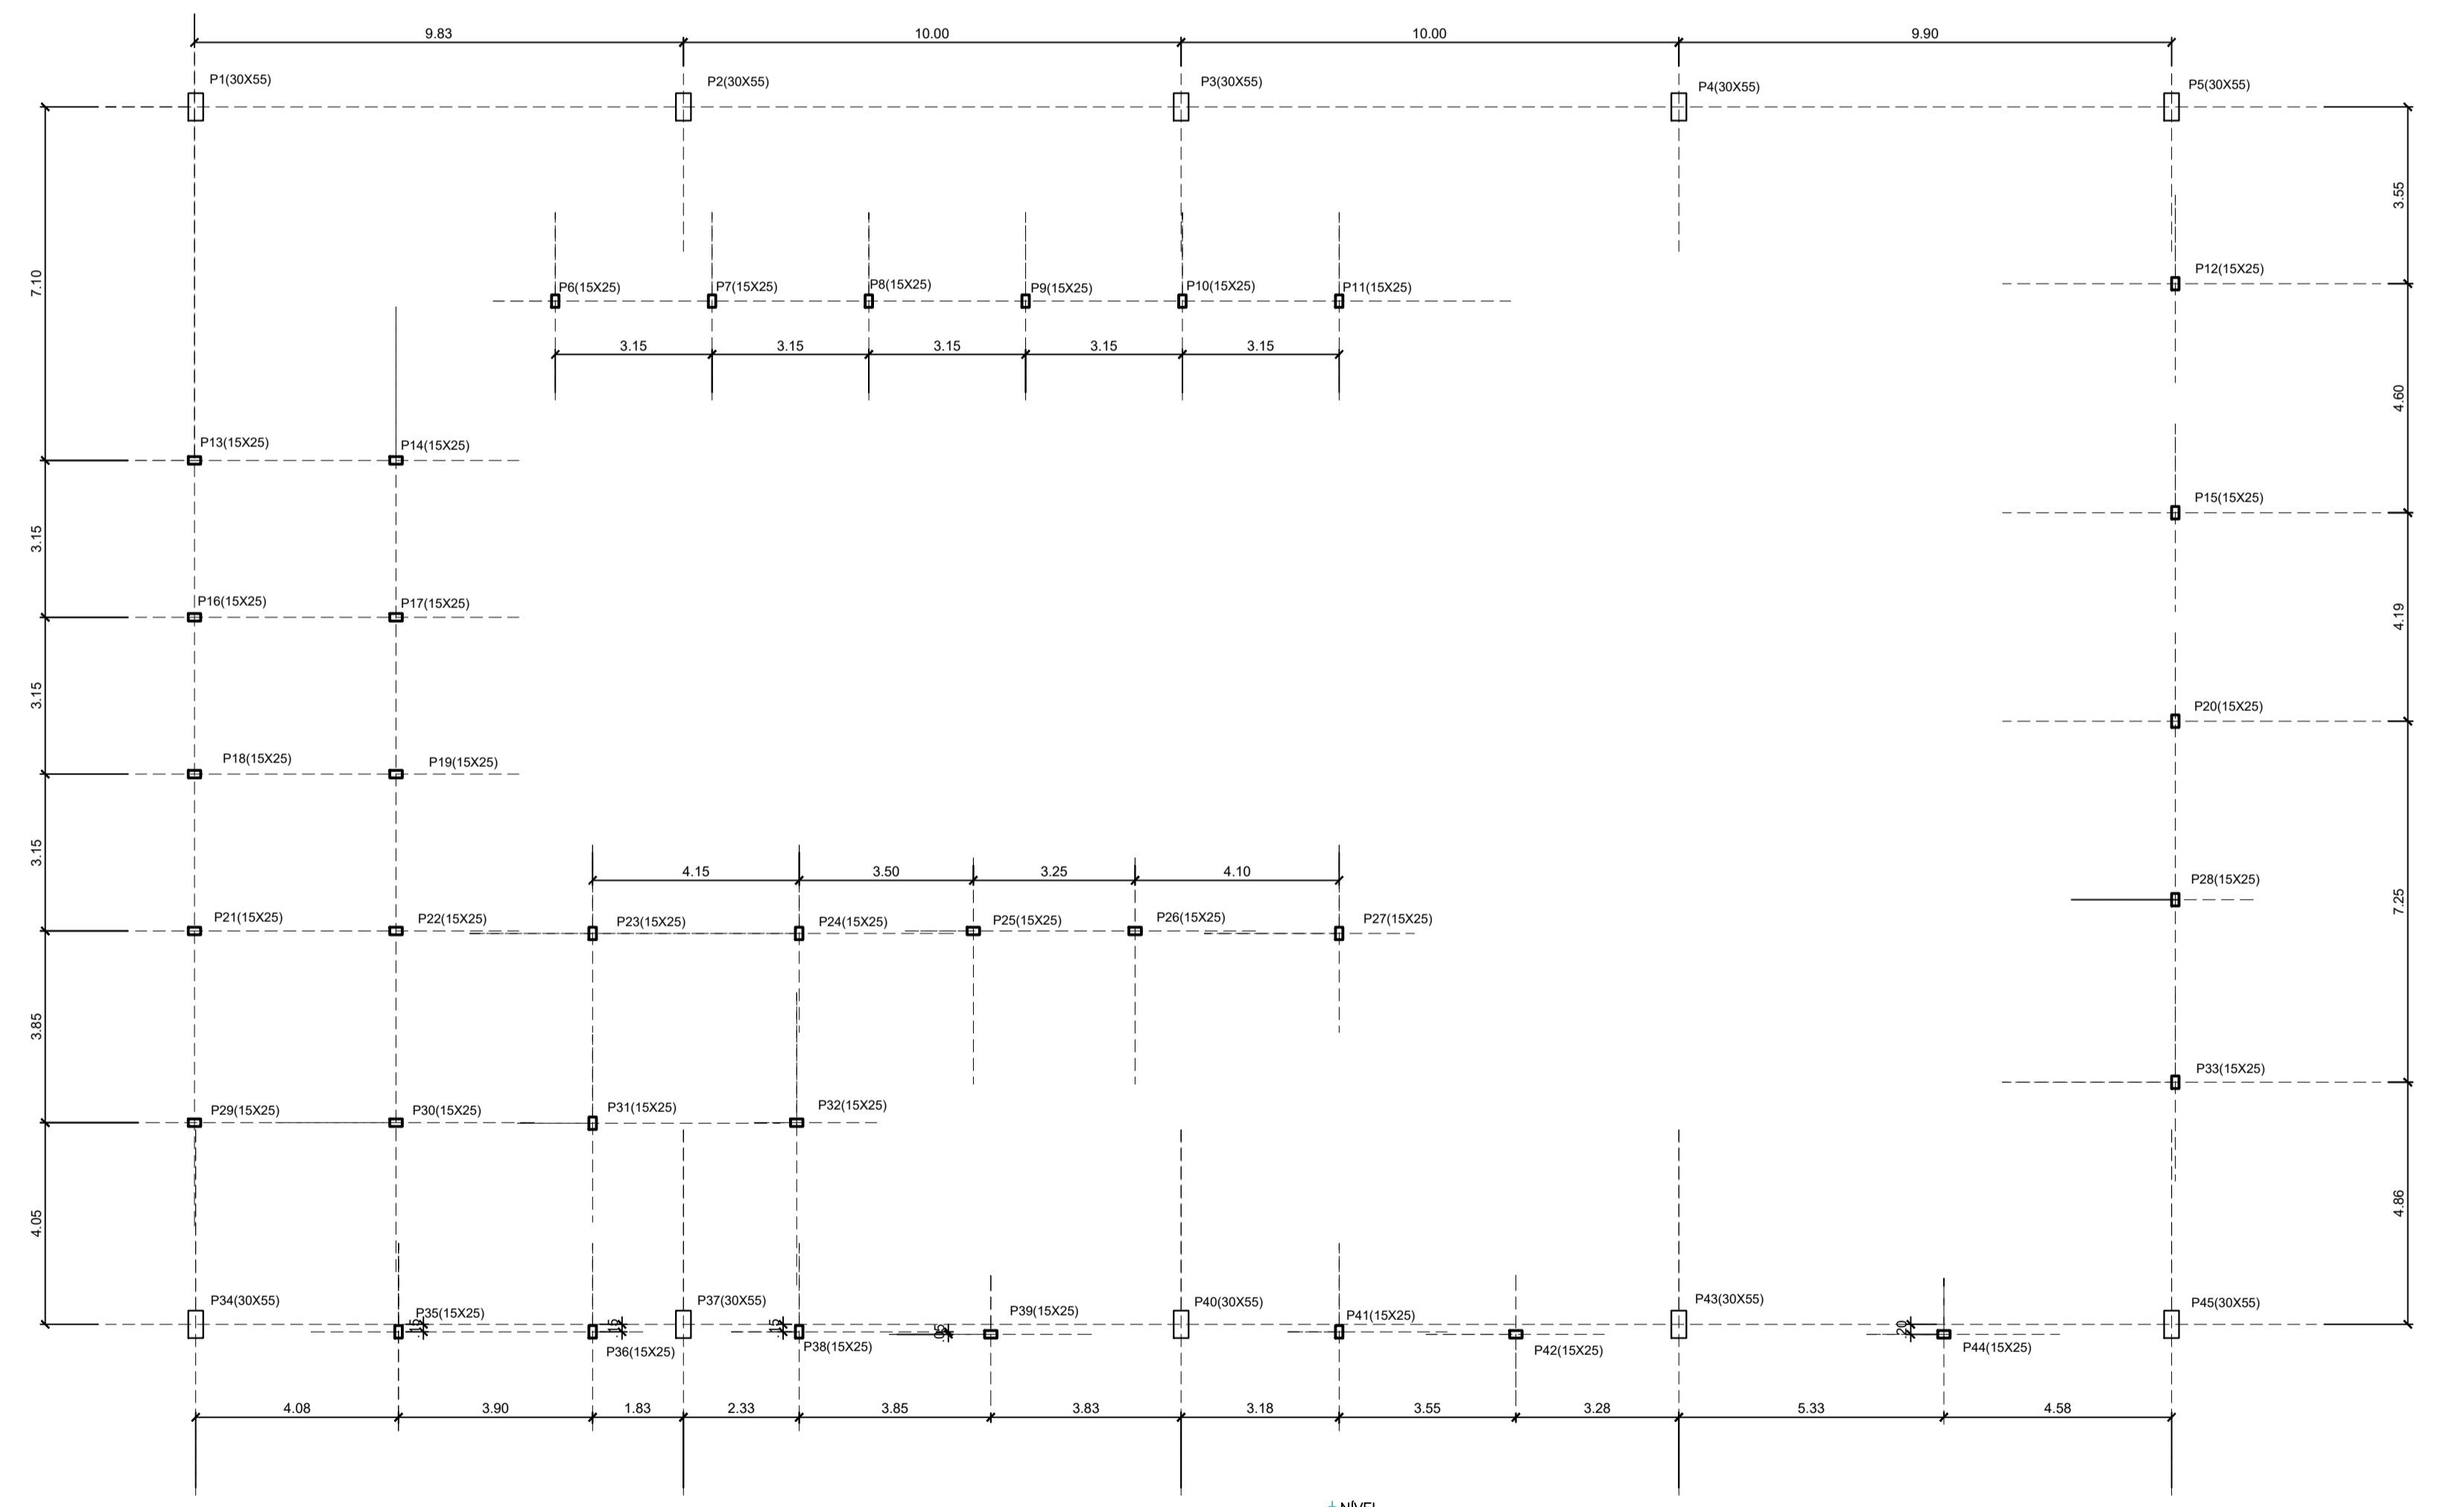 9.83 10.00 10.00 9.90
P1(30X55) P2(30X55) P3(30X55) P4(30X55) P5(30X55)
3.55
7.10
P6(15X25) P7(15X25) P8(15X25) P9(15X25) P10(15X25) P11(15X25) P12(15X25)
3.15 3.15 3.15 3.15 3.15
4.60
P13(15X25) P14(15X25)
P15(15X25)
3.15
P16(15X25) P17(15X25)
4.19
3.15
P20(15X25)
P18(15X25) P19(15X25)
3.15
4.15 3.50 3.25 4.10
P28(15X25)
7.25
P21(15X25) P22(15X25) P23(15X25) P24(15X25) P25(15X25) P26(15X25) P27(15X25)
3.85
P33(15X25)
P29(15X25) P30(15X25) P31(15X25) P32(15X25)
4.05
4.86
P34(30X55) P37(30X55) P40(30X55) P43(30X55) P45(30X55)
P35(15X25) P39(15X25) P41(15X25)
.15 .15 .15 .05 .20
P36(15X25) P38(15X25) P42(15X25) P44(15X25)
4.08 3.90 1.83 2.33 3.85 3.83 3.18 3.55 3.28 5.33 4.58
NÍVEL